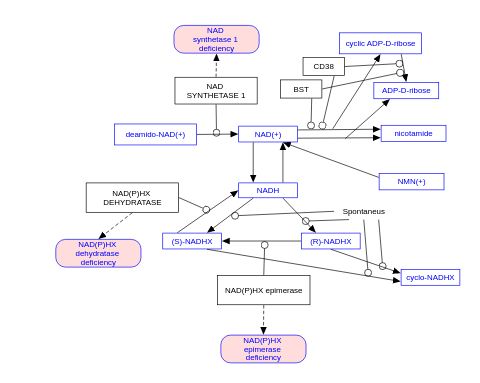 NAD
synthetase 1
deficiency
cyclic ADP-D-ribose
CD38
NAD
SYNTHETASE 1
BST
ADP-D-ribose
deamido-NAD(+)
NAD(+)
nicotamide
NMN(+)
NADH
NAD(P)HX
DEHYDRATASE
Spontaneus
NAD(P)HX
dehydratase
deficiency
(S)-NADHX
(R)-NADHX
cyclo-NADHX
NAD(P)HX epimerase
NAD(P)HX
epimerase
deficiency